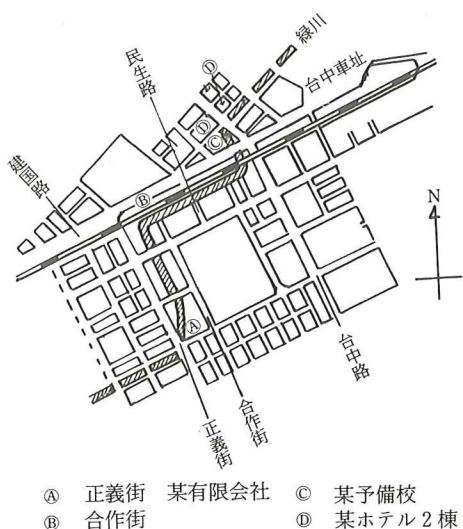 緑川
民生路
Ⓓ
台中車址
Ⓓ
Ⓒ
建国路
Ⓑ
N
Ⓐ
台中路
合作街
正義街
Ⓐ 正義街 某有限会社
Ⓒ 某予備校
Ⓑ 合作街
Ⓓ 某ホテル2棟